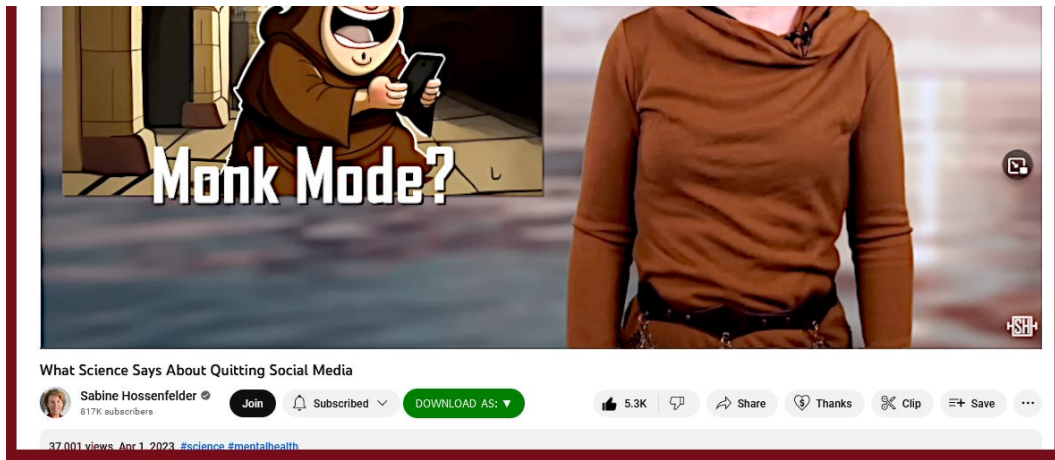 Monk Mode?
SH
What Science Says About Quitting Social Media
Sabine Hossenfelder
817K subscribers
Join
Subscribed
DOWNLOAD AS: ▼
5.3K
Share
Thanks
Clip
Save
37,001 views Apr 1, 2023 #science #mentalhealth